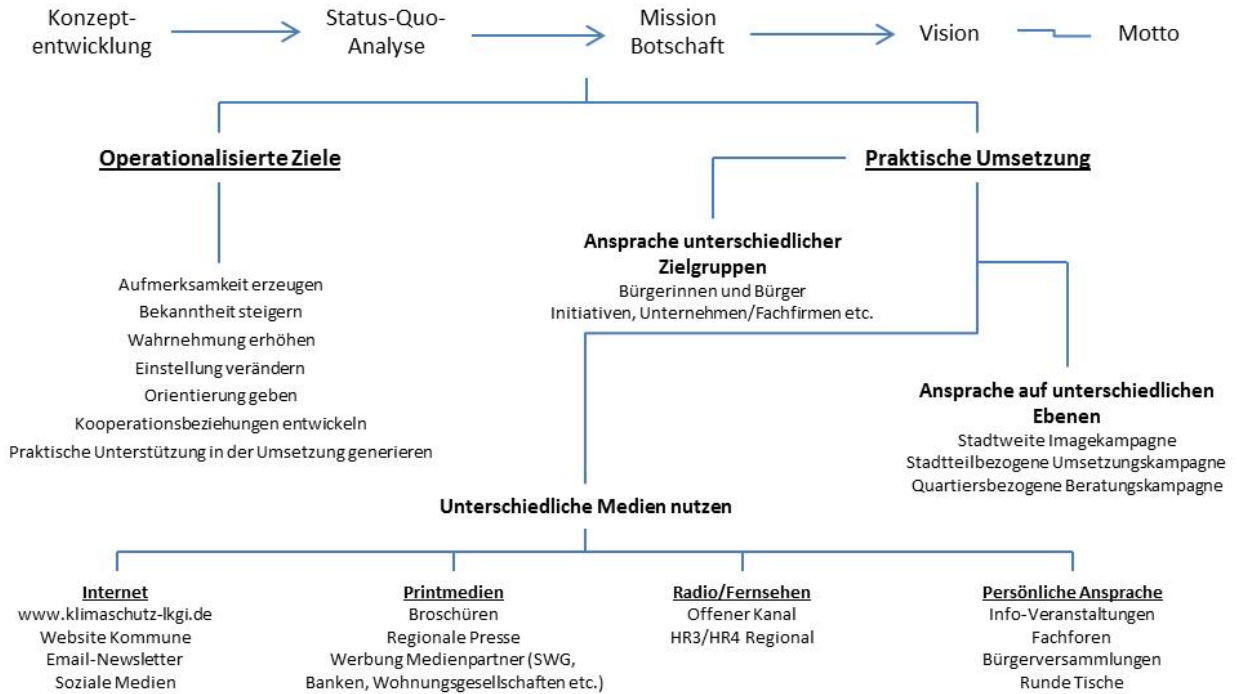 Konzept-
entwicklung
Status-Quo-
Analyse
Mission
Botschaft
Vision
Motto
Operationalisierte Ziele
Aufmerksamkeit erzeugen
Bekanntheit steigern
Wahrnehmung erhöhen
Einstellung verändern
Orientierung geben
Kooperationsbeziehungen entwickeln
Praktische Unterstützung in der Umsetzung generieren
Praktische Umsetzung
Ansprache unterschiedlicher
Zielgruppen
Bürgerinnen und Bürger
Initiativen, Unternehmen/Fachfirmen etc.
Ansprache auf unterschiedlichen
Ebenen
Stadtweite Imagekampagne
Stadtteilbezogene Umsetzungskampagne
Quartiersbezogene Beratungskampagne
Unterschiedliche Medien nutzen
Internet
www.klimaschutz-lkgi.de
Website Kommune
Email-Newsletter
Soziale Medien
Printmedien
Broschüren
Regionale Presse
Werbung Medienpartner (SWG,
Banken, Wohnungsgesellschaften etc.)
Radio/Fernsehen
Offener Kanal
HR3/HR4 Regional
Persönliche Ansprache
Info-Veranstaltungen
Fachforen
Bürgerversammlungen
Runde Tische